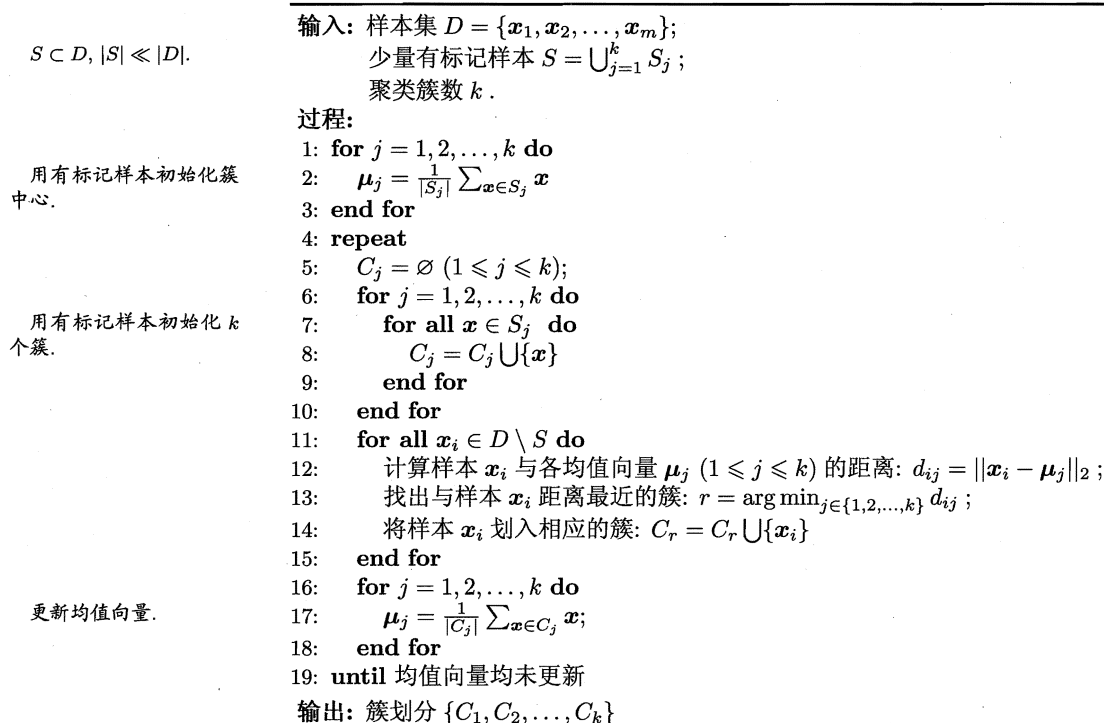 输入: 样本集 D = {x₁, x₂, ..., xₘ};
S ⊂ D, |S| ≪ |D|.
少量有标记样本 S = ⋃ⱼ₌₁ᵏ Sⱼ ;
聚类簇数 k .
过程:
1: for j = 1, 2, ..., k do
用有标记样本初始化簇
中心.
2: μⱼ = 1/|Sⱼ| ∑_{x∈Sⱼ} x
3: end for
4: repeat
5: Cⱼ = ∅ (1 ⩽ j ⩽ k);
6: for j = 1, 2, ..., k do
用有标记样本初始化 k
个簇.
7: for all x ∈ Sⱼ do
8: Cⱼ = Cⱼ ⋃{x}
9: end for
10: end for
11: for all xᵢ ∈ D \ S do
12: 计算样本 xᵢ 与各均值向量 μⱼ (1 ⩽ j ⩽ k) 的距离: dᵢⱼ = ||xᵢ − μⱼ||₂ ;
13: 找出与样本 xᵢ 距离最近的簇: r = arg min_{j∈{1,2,...,k}} dᵢⱼ ;
14: 将样本 xᵢ 划入相应的簇: Cᵣ = Cᵣ ⋃{xᵢ}
15: end for
16: for j = 1, 2, ..., k do
更新均值向量.
17: μⱼ = 1/|Cⱼ| ∑_{x∈Cⱼ} x;
18: end for
19: until 均值向量均未更新
输出: 簇划分 {C₁, C₂, ..., Cₖ}